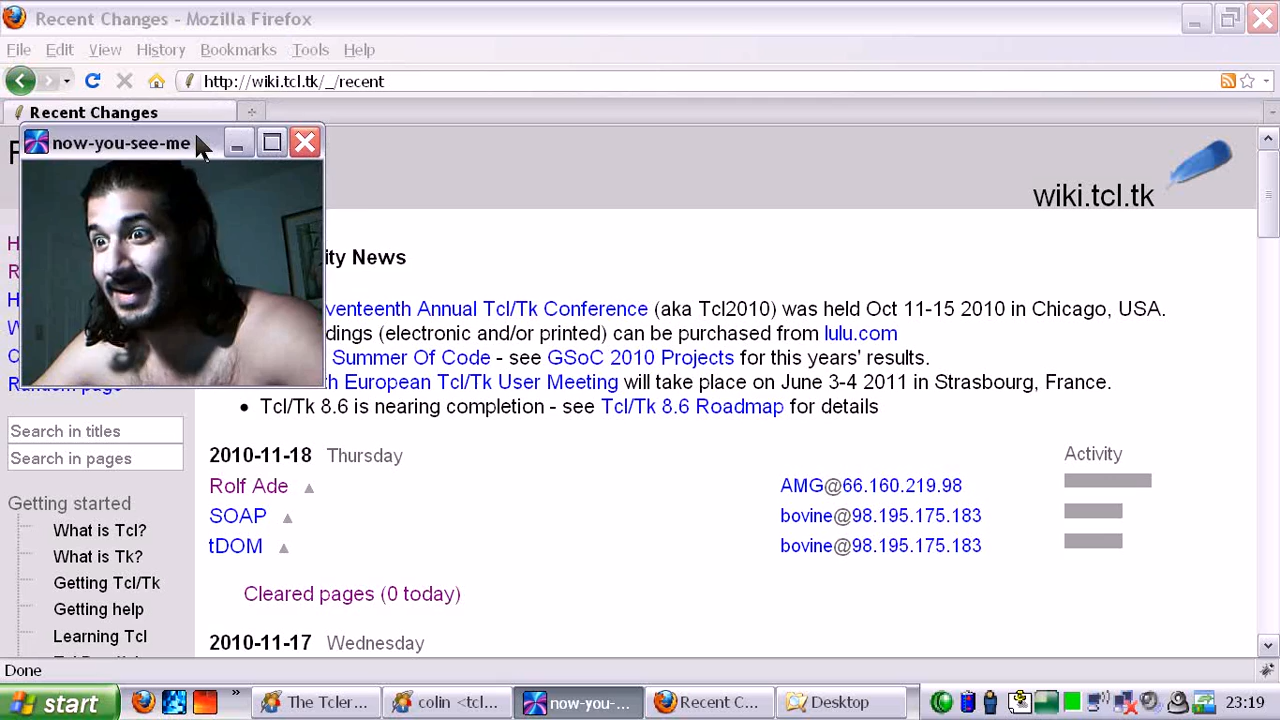 Recent Changes - Mozilla Firefox
File Edit View History Bookmarks Tools Help
http://wiki.tcl.tk/_/recent
Recent Changes
now-you-see-me
wiki.tcl.tk
ity News
venteenth Annual Tcl/Tk Conference (aka Tcl2010) was held Oct 11-15 2010 in Chicago, USA.
dings (electronic and/or printed) can be purchased from lulu.com
Summer Of Code - see GSoC 2010 Projects for this years' results.
th European Tcl/Tk User Meeting will take place on June 3-4 2011 in Strasbourg, France.
Random page
• Tcl/Tk 8.6 is nearing completion - see Tcl/Tk 8.6 Roadmap for details
Search in titles
Search in pages
2010-11-18 Thursday Activity
Rolf Ade ▲ AMG@66.160.219.98
SOAP ▲ bovine@98.195.175.183
tDOM ▲ bovine@98.195.175.183
Cleared pages (0 today)
2010-11-17 Wednesday
Getting started
What is Tcl?
What is Tk?
Getting Tcl/Tk
Getting help
Learning Tcl
Done
start » The Tcler... colin <tcl... now-you-... Recent C... Desktop 23:19